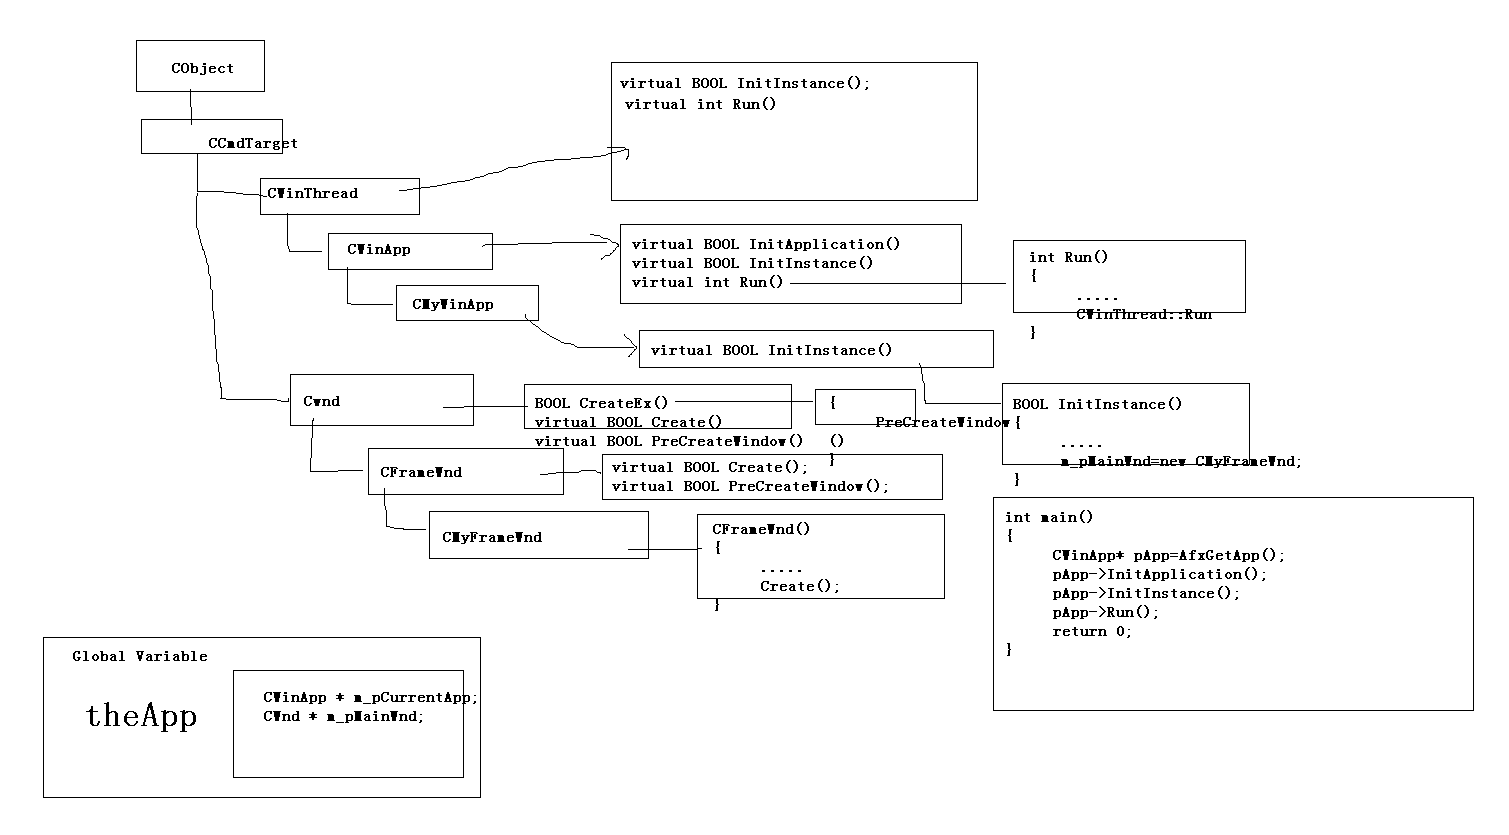 CObject
virtual BOOL InitInstance();
virtual int Run()
CCmdTarget
CWinThread
CWinApp
virtual BOOL InitApplication()
virtual BOOL InitInstance()
virtual int Run()
int Run()
{
.....
CWinThread::Run
}
CMyWinApp
virtual BOOL InitInstance()
Cwnd
BOOL CreateEx()
virtual BOOL Create()
virtual BOOL PreCreateWindow()
{
PreCreateWindow
()
}
BOOL InitInstance()
{
.....
m_pMainWnd=new CMyFrameWnd;
}
CFrameWnd
virtual BOOL Create();
virtual BOOL PreCreateWindow();
CMyFrameWnd
CFrameWnd()
{
.....
Create();
}
int main()
{
CWinApp* pApp=AfxGetApp();
pApp->InitApplication();
pApp->InitInstance();
pApp->Run();
return 0;
}
Global Variable
theApp
CWinApp * m_pCurrentApp;
CWnd * m_pMainWnd;